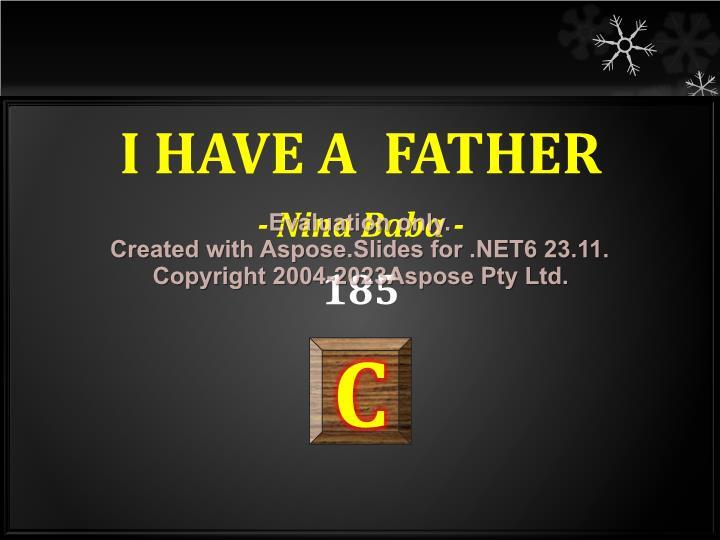 I HAVE A FATHER
- Nina Baba -
Evaluation only.
Created with Aspose.Slides for .NET6 23.11.
Copyright 2004-2023Aspose Pty Ltd.
185
C